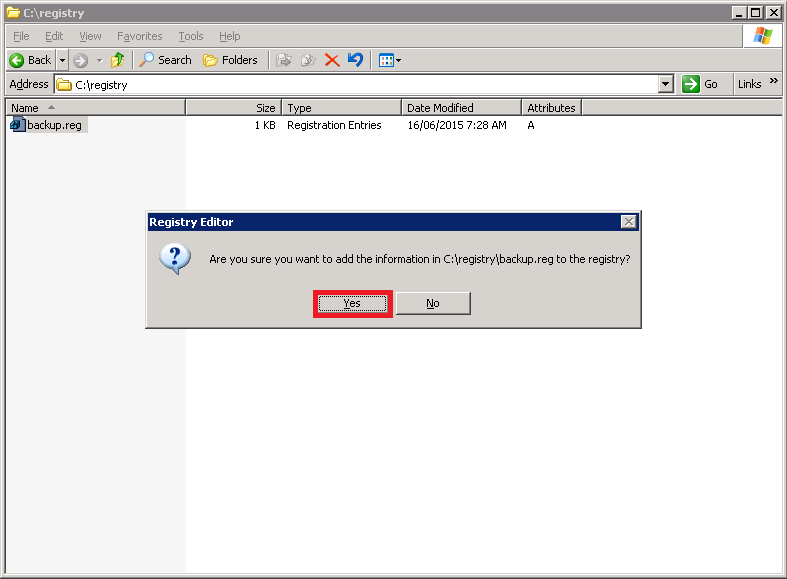 C:\registry
File Edit View Favorites Tools Help
Back Search Folders
Address C:\registry Go Links »
Name Size Type Date Modified Attributes
backup.reg 1 KB Registration Entries 16/06/2015 7:28 AM A
Registry Editor
Are you sure you want to add the information in C:\registry\backup.reg to the registry?
Yes No